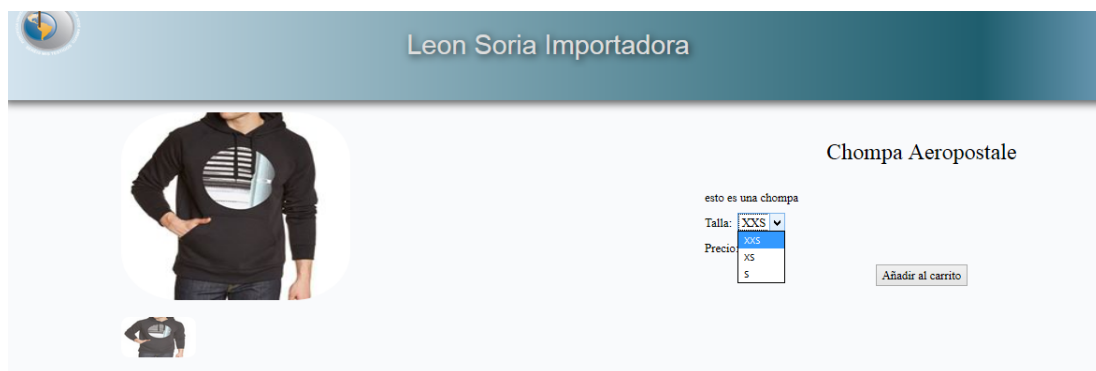 Leon Soria Importadora
Chompa Aeropostale
esto es una chompa
Talla: XXS
XXS
XS
S
Precio:
Añadir al carrito